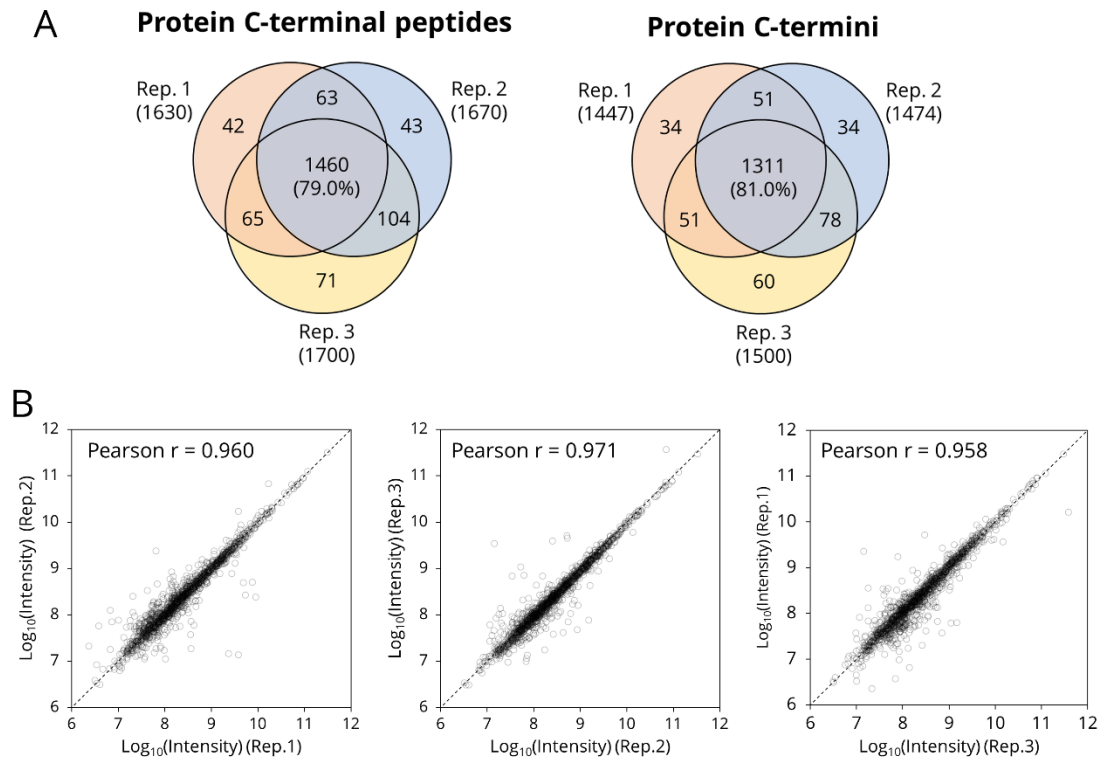 A
Protein C-terminal peptides
Rep. 1
(1630)
Rep. 2
(1670)
63
42
43
1460
(79.0%)
65
104
71
Rep. 3
(1700)
Protein C-termini
Rep. 1
(1447)
Rep. 2
(1474)
51
34
34
1311
(81.0%)
51
78
60
Rep. 3
(1500)
B
Pearson r = 0.960
Log10(Intensity) (Rep.2)
12
11
10
9
8
7
6
6 7 8 9 10 11 12
Log10(Intensity) (Rep.1)
Pearson r = 0.971
Log10(Intensity) (Rep.3)
12
11
10
9
8
7
6
6 7 8 9 10 11 12
Log10(Intensity) (Rep.2)
Pearson r = 0.958
Log10(Intensity) (Rep.1)
12
11
10
9
8
7
6
6 7 8 9 10 11 12
Log10(Intensity) (Rep.3)